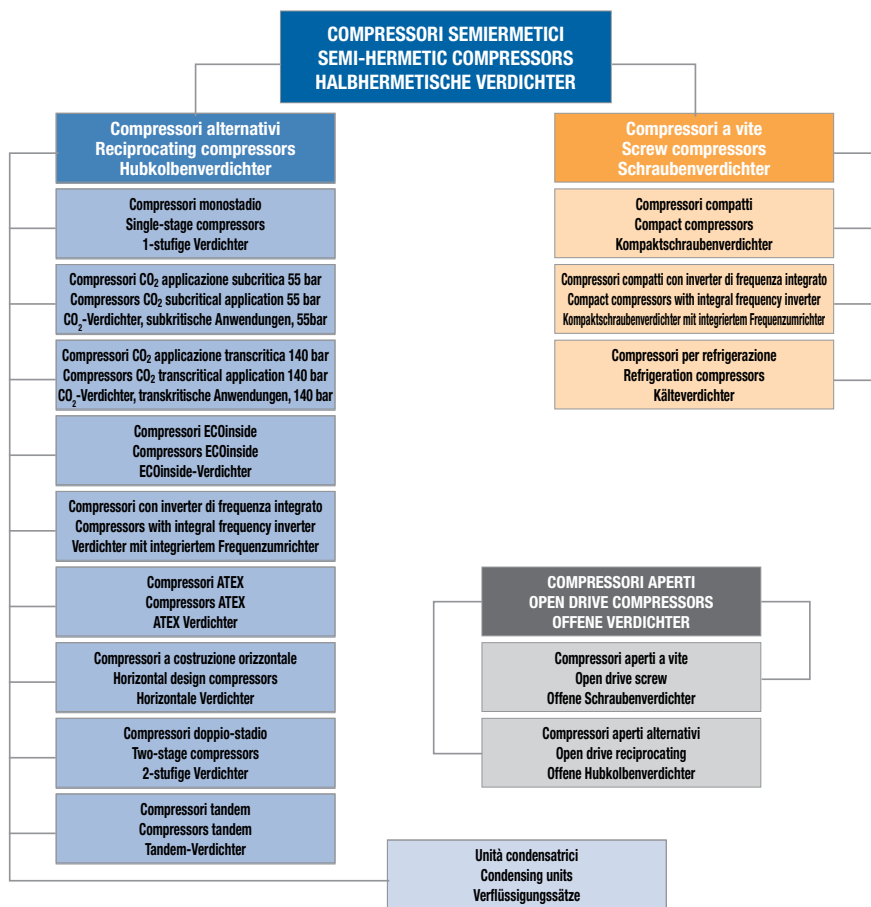 COMPRESSORI SEMIERMETICI
SEMI-HERMETIC COMPRESSORS
HALBHERMETISCHE VERDICHTER
Compressori alternativi
Reciprocating compressors
Hubkolbenverdichter
Compressori monostadio
Single-stage compressors
1-stufige Verdichter
Compressori CO₂ applicazione subcritica 55 bar
Compressors CO₂ subcritical application 55 bar
CO₂-Verdichter, subkritische Anwendungen, 55bar
Compressori CO₂ applicazione transcritica 140 bar
Compressors CO₂ transcritical application 140 bar
CO₂-Verdichter, transkritische Anwendungen, 140 bar
Compressori ECOinside
Compressors ECOinside
ECOinside-Verdichter
Compressori con inverter di frequenza integrato
Compressors with integral frequency inverter
Verdichter mit integriertem Frequenzumrichter
Compressori ATEX
Compressors ATEX
ATEX Verdichter
Compressori a costruzione orizzontale
Horizontal design compressors
Horizontale Verdichter
Compressori doppio-stadio
Two-stage compressors
2-stufige Verdichter
Compressori tandem
Compressors tandem
Tandem-Verdichter
Compressori a vite
Screw compressors
Schraubenverdichter
Compressori compatti
Compact compressors
Kompaktschraubenverdichter
Compressori compatti con inverter di frequenza integrato
Compact compressors with integral frequency inverter
Kompaktschraubenverdichter mit integriertem Frequenzumrichter
Compressori per refrigerazione
Refrigeration compressors
Kälteverdichter
COMPRESSORI APERTI
OPEN DRIVE COMPRESSORS
OFFENE VERDICHTER
Compressori aperti a vite
Open drive screw
Offene Schraubenverdichter
Compressori aperti alternativi
Open drive reciprocating
Offene Hubkolbenverdichter
Unità condensatrici
Condensing units
Verflüssigungssätze